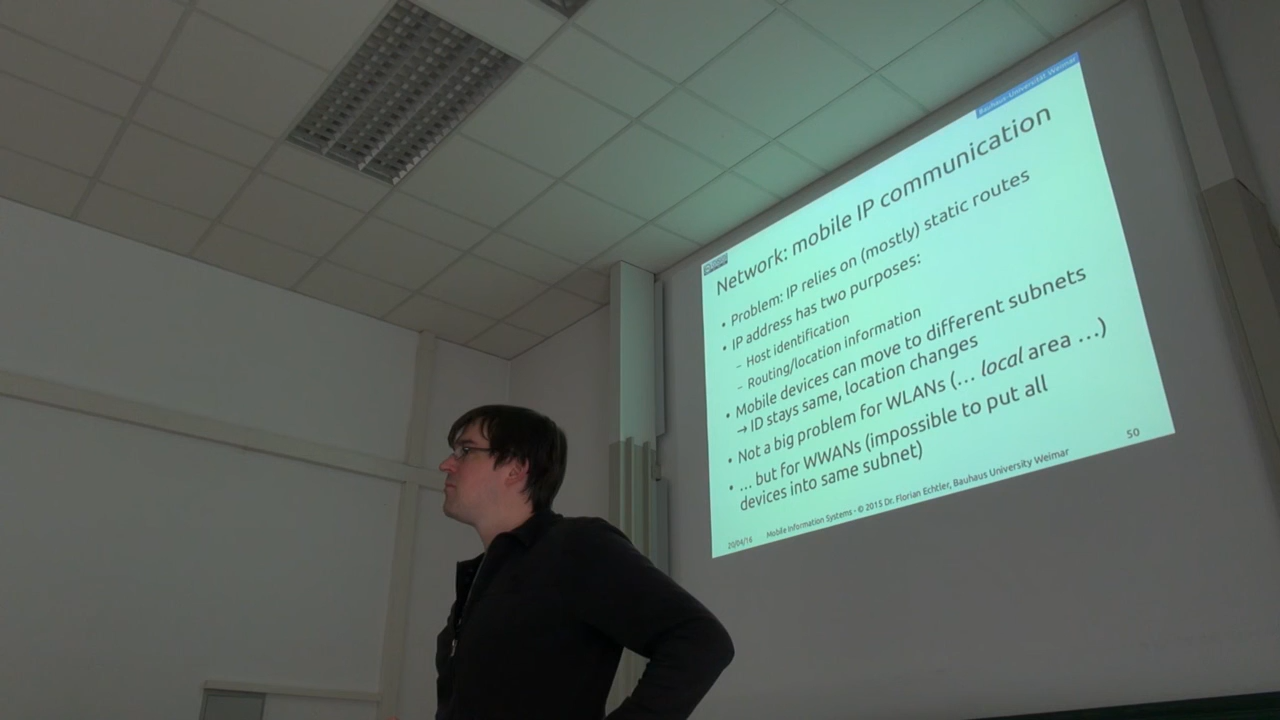 Bauhaus-Universität Weimar
Network: mobile IP communication
• Problem: IP relies on (mostly) static routes
• IP address has two purposes:
– Host identification
– Routing/location information
• Mobile devices can move to different subnets
→ ID stays same, location changes
• Not a big problem for WLANs (… local area …)
• … but for WWANs (impossible to put all
devices into same subnet)
20/04/16 Mobile Information Systems - © 2015 Dr. Florian Echtler, Bauhaus University Weimar 50